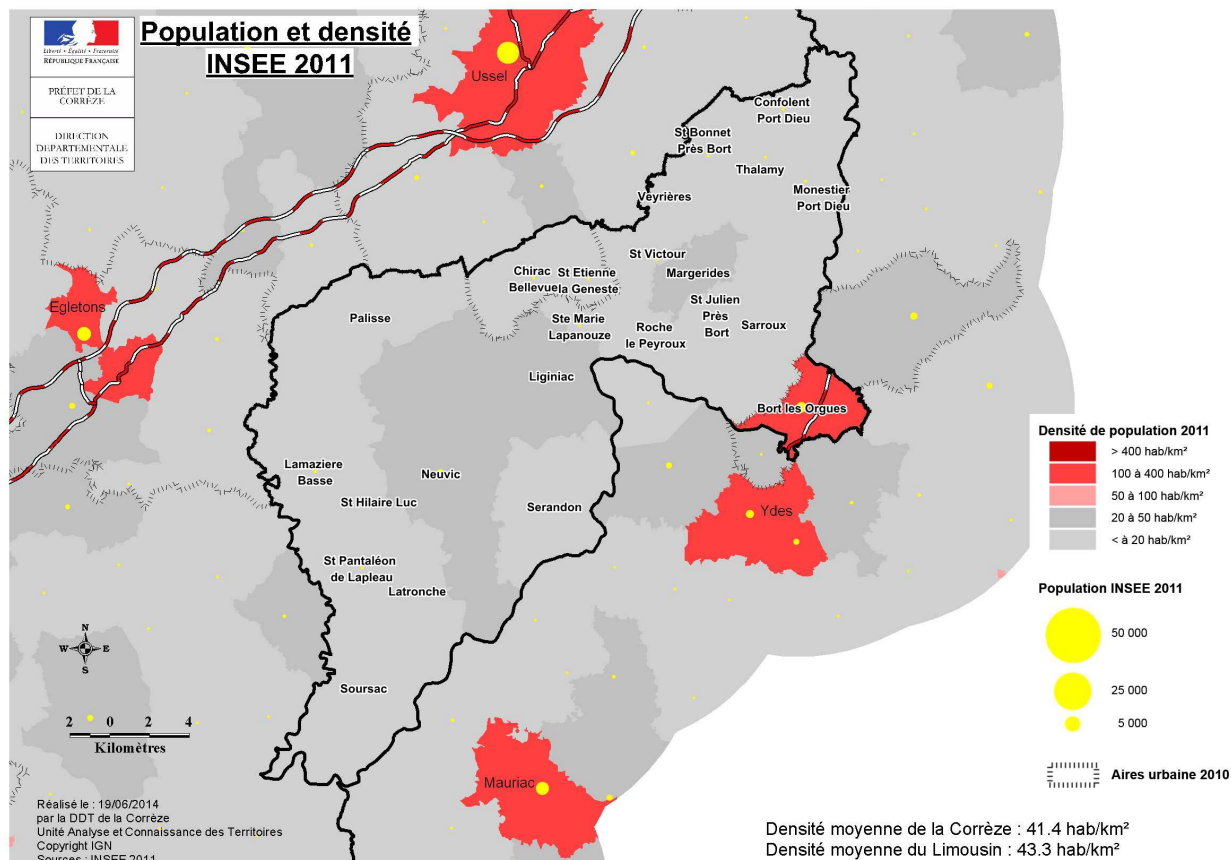 Population et densité
INSEE 2011
Liberté • Égalité • Fraternité
RÉPUBLIQUE FRANÇAISE
PRÉFET DE LA
CORRÈZE
DIRECTION
DEPARTEMENTALE
DES TERRITOIRES
Ussel
Confolent
Port Dieu
St Bonnet
Près Bort
Thalamy
Veyrières
Monestier
Port Dieu
St Victour
Margerides
Chirac
Bellevue
St Etienne
la Geneste
Egletons
Palisse
Ste Marie
Lapanouze
Roche
le Peyroux
St Julien
Près
Bort
Sarroux
Liginiac
Bort les Orgues
Lamaziere
Basse
Neuvic
St Hilaire Luc
Serandon
Ydes
St Pantaléon
de Lapleau
Latronche
Soursac
Mauriac
Densité de population 2011
> 400 hab/km²
100 à 400 hab/km²
50 à 100 hab/km²
20 à 50 hab/km²
< à 20 hab/km²
Population INSEE 2011
50 000
25 000
5 000
Aires urbaine 2010
N
W E
S
2 0 2 4
Kilomètres
Réalisé le : 19/06/2014
par la DDT de la Corrèze
Unité Analyse et Connaissance des Territoires
Copyright IGN
Sources : INSEE 2011
Densité moyenne de la Corrèze : 41.4 hab/km²
Densité moyenne du Limousin : 43.3 hab/km²